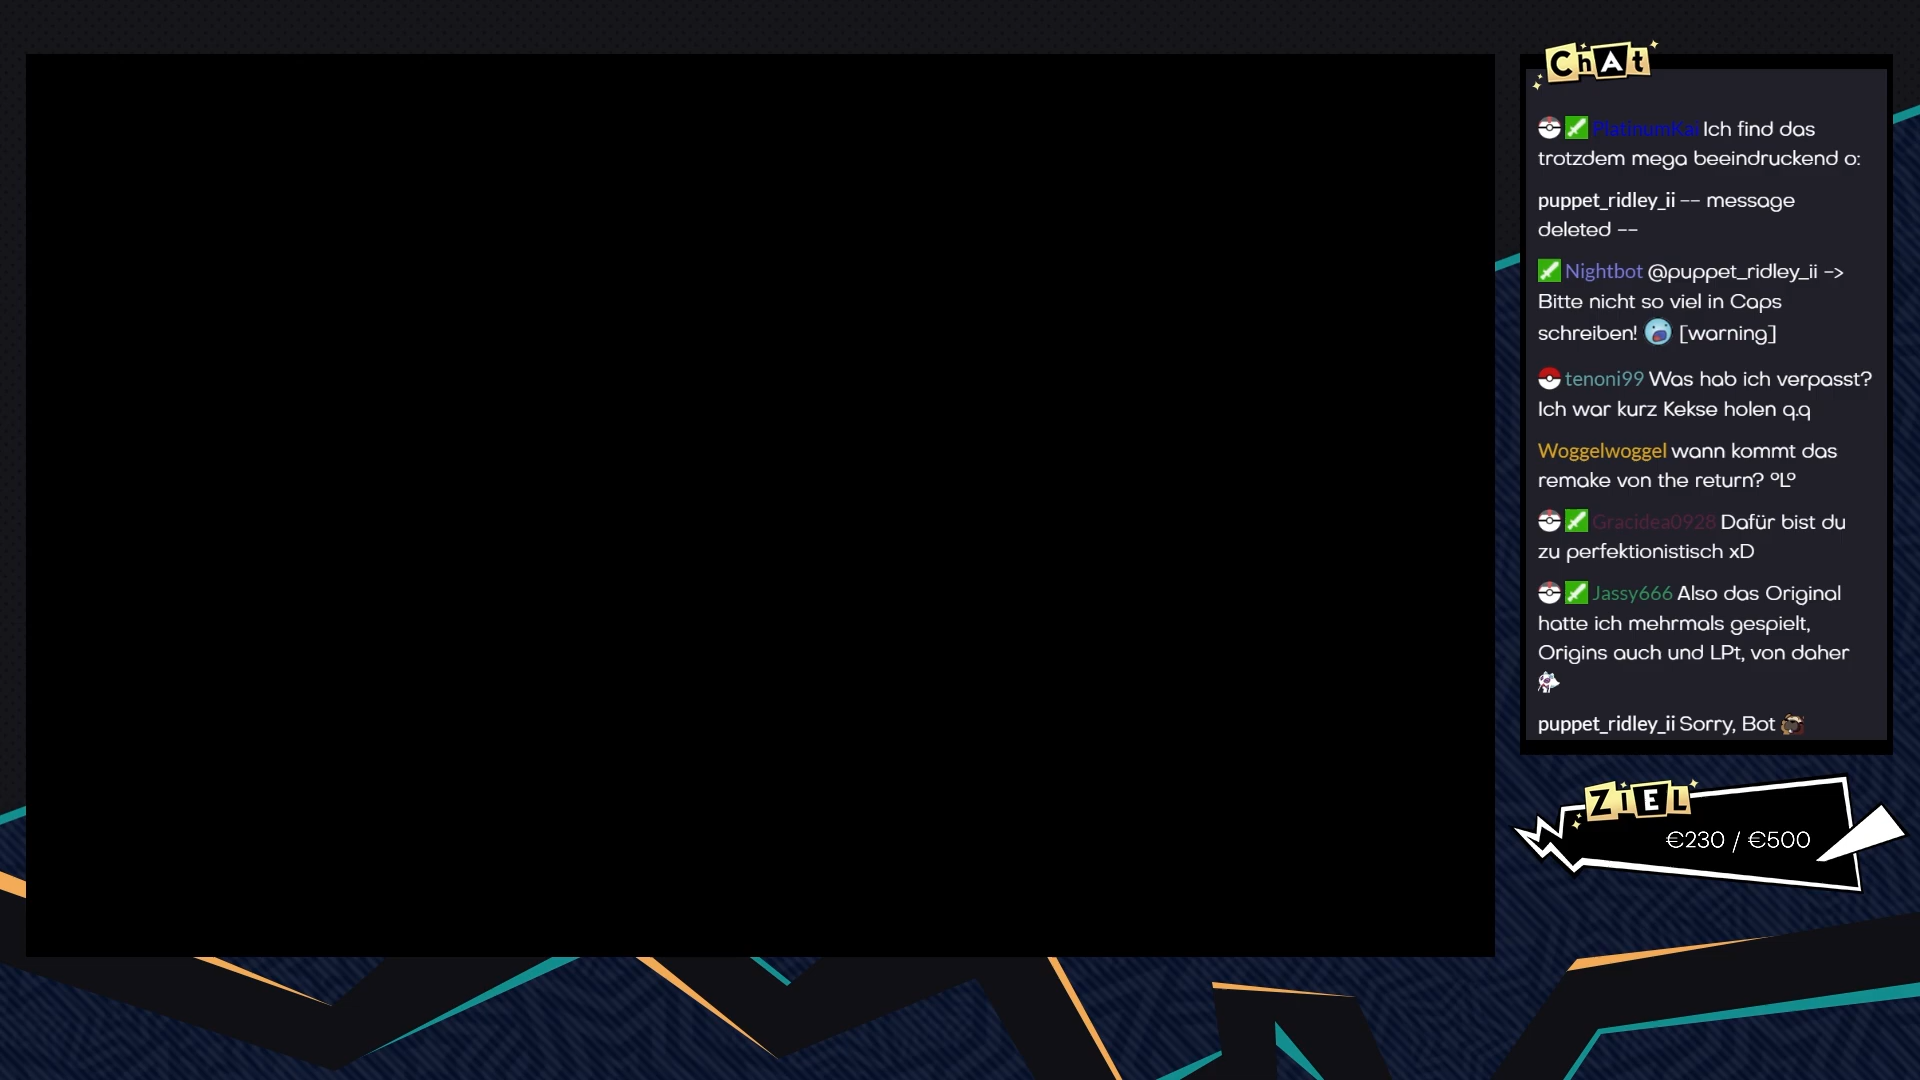 ChAt
PlatinumKai Ich find das
trotzdem mega beeindruckend o:
puppet_ridley_ii -- message
deleted --
Nightbot @puppet_ridley_ii ->
Bitte nicht so viel in Caps
schreiben! [warning]
tenoni99 Was hab ich verpasst?
Ich war kurz Kekse holen q.q
Woggelwoggel wann kommt das
remake von the return? °L°
Gracidea0928 Dafür bist du
zu perfektionistisch xD
Jassy666 Also das Original
hatte ich mehrmals gespielt,
Origins auch und LPt, von daher
puppet_ridley_ii Sorry, Bot
ZiEL
€230 / €500